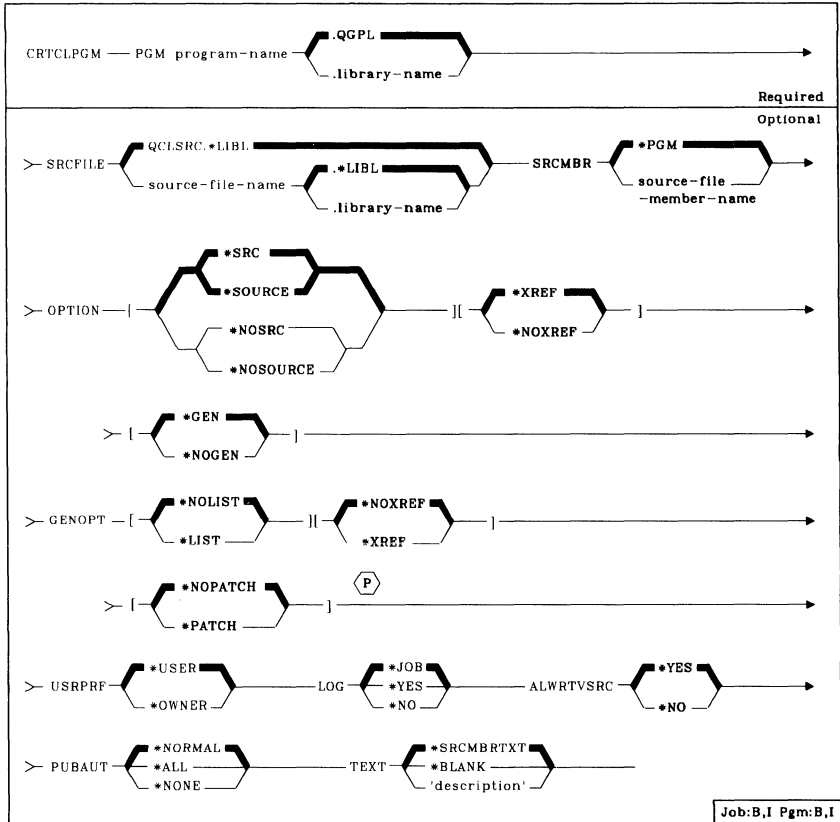 .QGPL
CRTCLPGM — PGM program-name
.library-name
Required
Optional
QCLSRC.*LIBL
*PGM
SRCFILE
.*LIBL
SRCMBR
source-file-name
source-file
-member-name
.library-name
*SRC
*SOURCE
*XREF
OPTION [ ][ ]
*NOXREF
*NOSRC
*NOSOURCE
*GEN
[ ]
*NOGEN
*NOLIST
*NOXREF
GENOPT [ ][ ]
*LIST
*XREF
P
*NOPATCH
[ ]
*PATCH
*USER
*JOB
*YES
USRPRF
LOG
*YES
ALWRTVSRC
*OWNER
*NO
*NO
*NORMAL
*SRCMBRTXT
PUBAUT
*ALL
TEXT
*BLANK
*NONE
'description'
Job:B,I Pgm:B,I